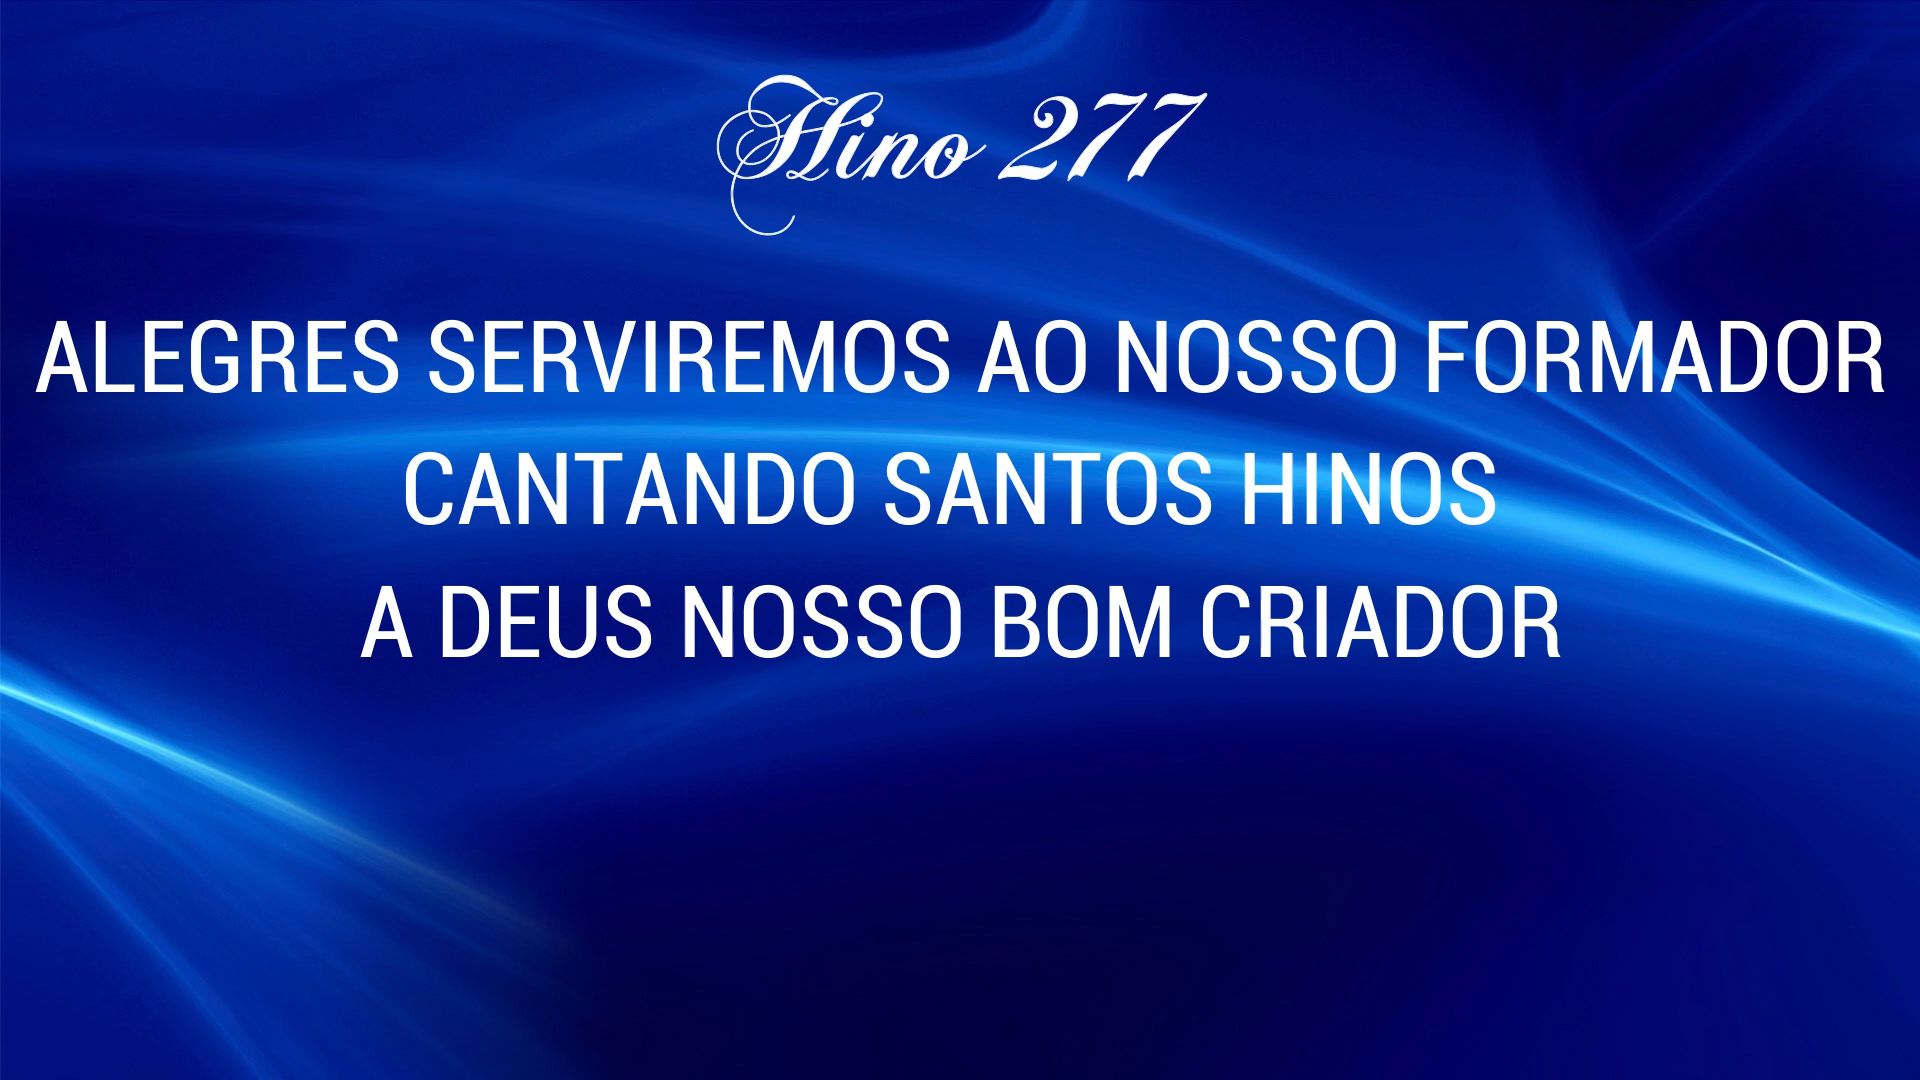 Hino 277
ALEGRES SERVIREMOS AO NOSSO FORMADOR
CANTANDO SANTOS HINOS
A DEUS NOSSO BOM CRIADOR